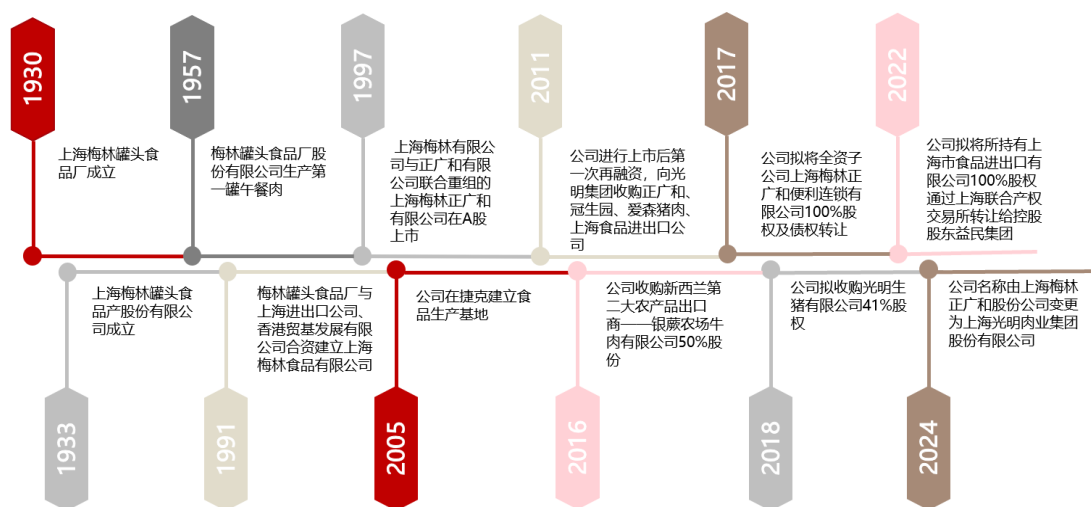 1930
上海梅林罐头食
品厂成立
1957
梅林罐头食品厂股
份有限公司生产第
一罐午餐肉
1997
上海梅林有限公
司与正广和有限
公司联合重组的
上海梅林正广和
有限公司在A股
上市
2011
公司进行上市后第
一次再融资，向光
明集团收购正广和、
冠生园、爱森猪肉、
上海食品进出口公
司
2017
公司拟将全资子
公司上海梅林正
广和便利连锁有
限公司100%股
权及债权转让
2022
公司拟将所持有上
海市食品进出口有
限公司100%股权
通过上海联合产权
交易所转让给控股
股东益民集团
1933
上海梅林罐头食
品产股份有限公
司成立
1991
梅林罐头食品厂与
上海进出口公司、
香港贸基发展有限
公司合资建立上海
梅林食品有限公司
2005
公司在捷克建立食
品生产基地
2016
公司收购新西兰第
二大农产品出口
商——银蕨农场牛
肉有限公司50%股
份
2018
公司拟收购光明生
猪有限公司41%股
权
2024
公司名称由上海梅林
正广和股份公司变更
为上海光明肉业集团
股份有限公司